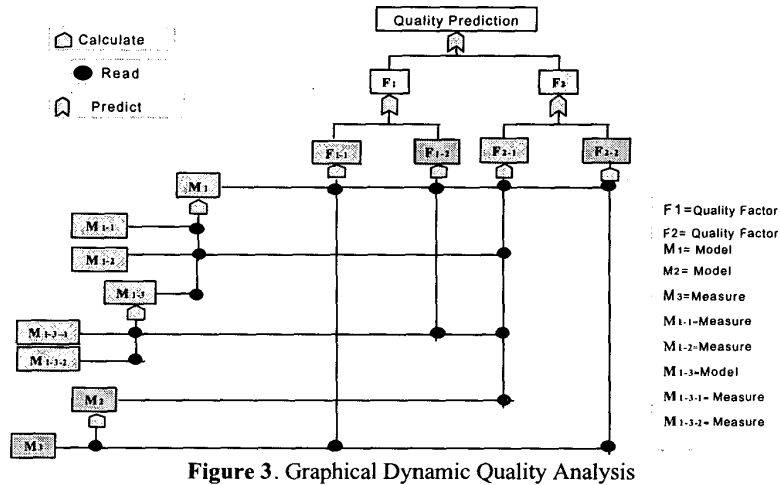 Quality Prediction
Calculate
Read
Predict
F1
F2
F1-1
F1-2
F2-1
F2-2
M1
M1-1
M1-2
M1-3
M1-3-1
M1-3-2
M2
M3
F1=Quality Factor
F2= Quality Factor
M1= Model
M2= Model
M3=Measure
M1-1=Measure
M1-2=Measure
M1-3=Model
M1-3-1= Measure
M1-3-2= Measure
Figure 3. Graphical Dynamic Quality Analysis